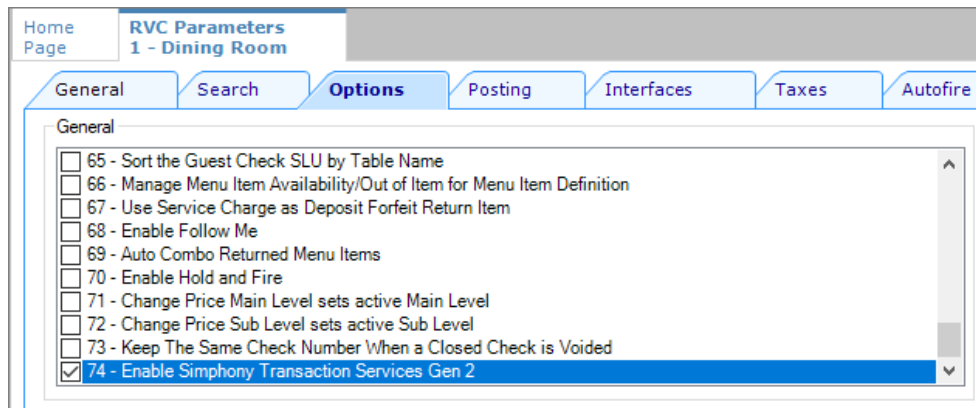 Home
Page
RVC Parameters
1 - Dining Room
General
Search
Options
Posting
Interfaces
Taxes
Autofire
General
65 - Sort the Guest Check SLU by Table Name
66 - Manage Menu Item Availability/Out of Item for Menu Item Definition
67 - Use Service Charge as Deposit Forfeit Return Item
68 - Enable Follow Me
69 - Auto Combo Returned Menu Items
70 - Enable Hold and Fire
71 - Change Price Main Level sets active Main Level
72 - Change Price Sub Level sets active Sub Level
73 - Keep The Same Check Number When a Closed Check is Voided
74 - Enable Simphony Transaction Services Gen 2